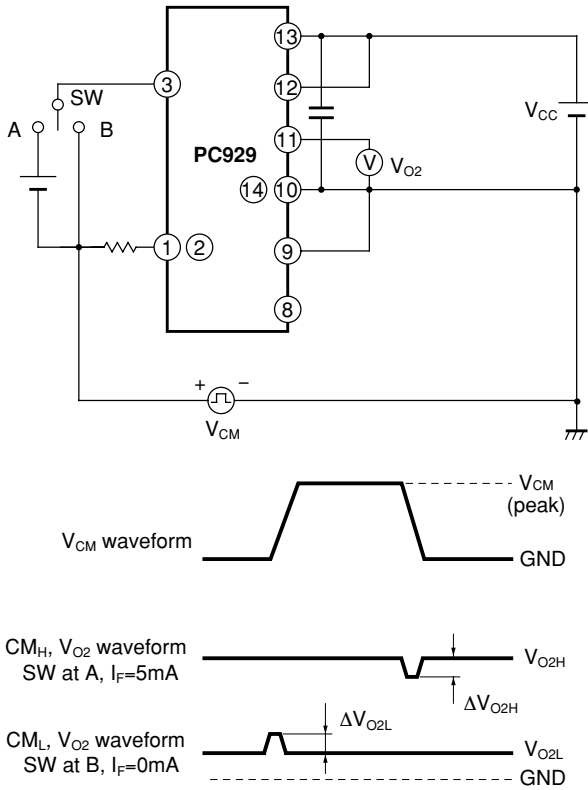 13
3
12
SW
A
B
VCC
11
PC929
V
VO2
14
10
1
2
9
8
+
−
VCM
VCM
(peak)
VCM waveform
GND
CMH, VO2 waveform
SW at A, IF=5mA
VO2H
ΔVO2H
CML, VO2 waveform
SW at B, IF=0mA
ΔVO2L
VO2L
GND